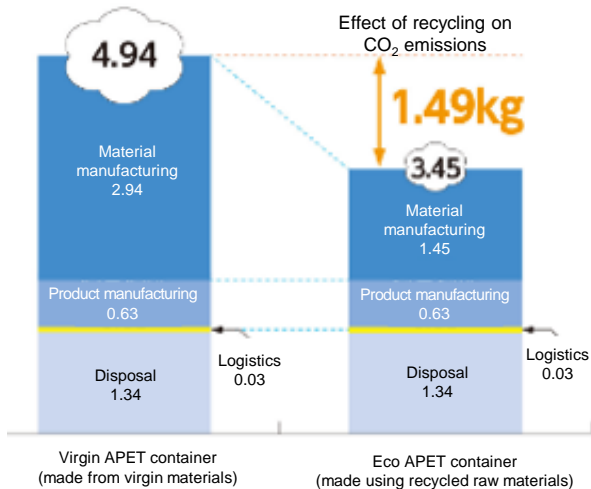 Effect of recycling on
CO₂ emissions
4.94
1.49kg
3.45
Material
manufacturing
2.94
Material
manufacturing
1.45
Product manufacturing
0.63
Product manufacturing
0.63
Logistics
0.03
Logistics
0.03
Disposal
1.34
Disposal
1.34
Virgin APET container
(made from virgin materials)
Eco APET container
(made using recycled raw materials)